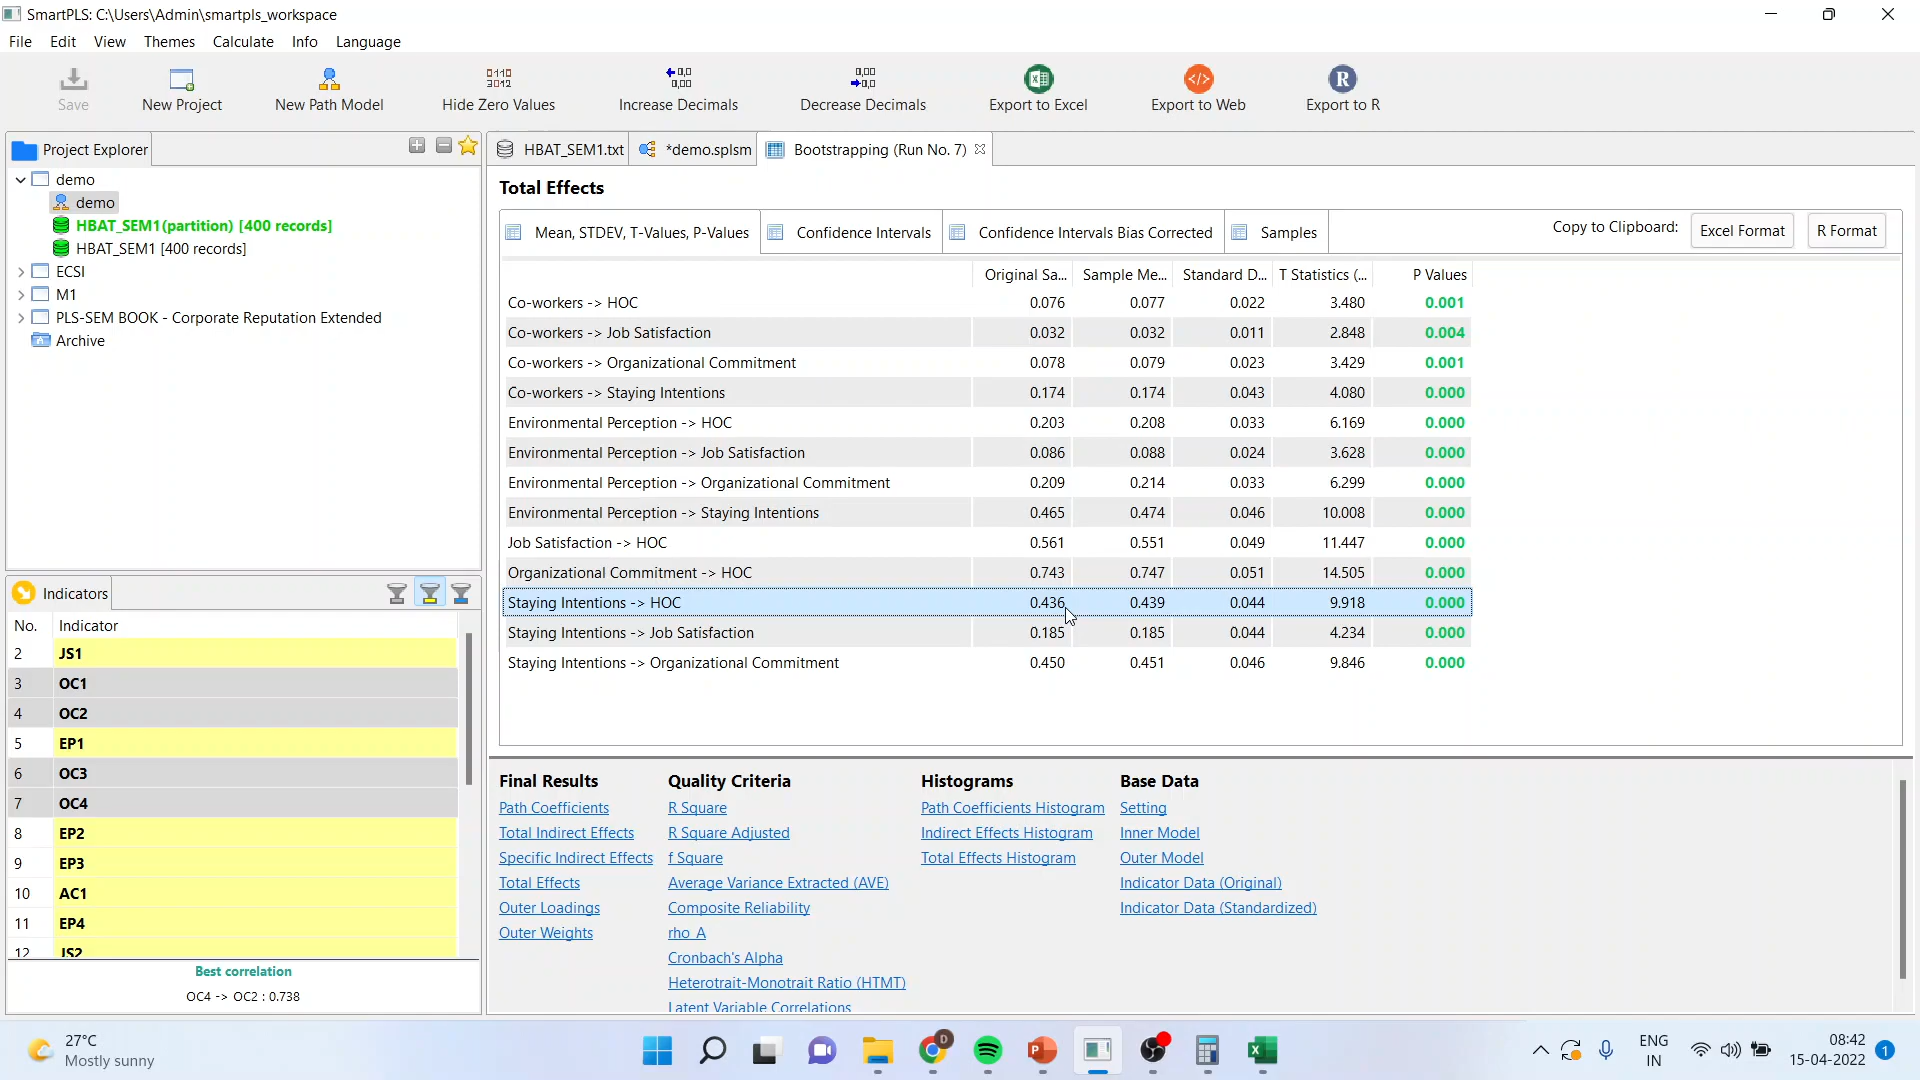 SmartPLS: C:\Users\Admin\smartpls_workspace
File Edit View Themes Calculate Info Language
Save New Project New Path Model Hide Zero Values Increase Decimals Decrease Decimals Export to Excel Export to Web Export to R
Project Explorer
demo
demo
HBAT_SEM1(partition) [400 records]
HBAT_SEM1 [400 records]
ECSI
M1
PLS-SEM BOOK - Corporate Reputation Extended
Archive
Indicators
No. Indicator
2 JS1
3 OC1
4 OC2
5 EP1
6 OC3
7 OC4
8 EP2
9 EP3
10 AC1
11 EP4
12 JS2
Best correlation
OC4 -> OC2 : 0.738
HBAT_SEM1.txt *demo.splsm Bootstrapping (Run No. 7)
Total Effects
Mean, STDEV, T-Values, P-Values Confidence Intervals Confidence Intervals Bias Corrected Samples Copy to Clipboard: Excel Format R Format
Original Sa... Sample Me... Standard D... T Statistics (... P Values
Co-workers -> HOC 0.076 0.077 0.022 3.480 0.001
Co-workers -> Job Satisfaction 0.032 0.032 0.011 2.848 0.004
Co-workers -> Organizational Commitment 0.078 0.079 0.023 3.429 0.001
Co-workers -> Staying Intentions 0.174 0.174 0.043 4.080 0.000
Environmental Perception -> HOC 0.203 0.208 0.033 6.169 0.000
Environmental Perception -> Job Satisfaction 0.086 0.088 0.024 3.628 0.000
Environmental Perception -> Organizational Commitment 0.209 0.214 0.033 6.299 0.000
Environmental Perception -> Staying Intentions 0.465 0.474 0.046 10.008 0.000
Job Satisfaction -> HOC 0.561 0.551 0.049 11.447 0.000
Organizational Commitment -> HOC 0.743 0.747 0.051 14.505 0.000
Staying Intentions -> HOC 0.436 0.439 0.044 9.918 0.000
Staying Intentions -> Job Satisfaction 0.185 0.185 0.044 4.234 0.000
Staying Intentions -> Organizational Commitment 0.450 0.451 0.046 9.846 0.000
Final Results Quality Criteria Histograms Base Data
Path Coefficients R Square Path Coefficients Histogram Setting
Total Indirect Effects R Square Adjusted Indirect Effects Histogram Inner Model
Specific Indirect Effects f Square Total Effects Histogram Outer Model
Total Effects Average Variance Extracted (AVE) Indicator Data (Original)
Outer Loadings Composite Reliability Indicator Data (Standardized)
Outer Weights rho_A
Cronbach's Alpha
Heterotrait-Monotrait Ratio (HTMT)
Latent Variable Correlations
27°C
Mostly sunny
ENG
IN
08:42
15-04-2022
1